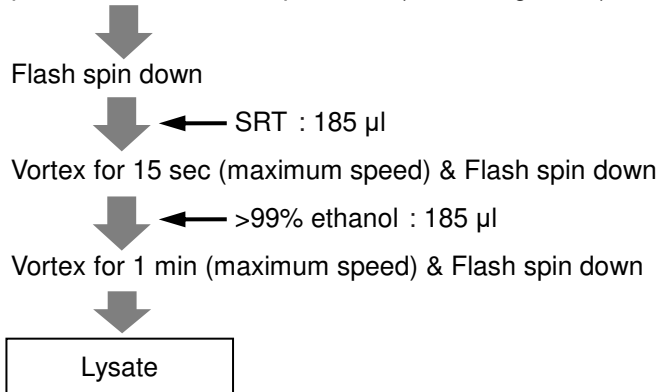 Flash spin down
SRT : 185 µl
Vortex for 15 sec (maximum speed) & Flash spin down
>99% ethanol : 185 µl
Vortex for 1 min (maximum speed) & Flash spin down
Lysate